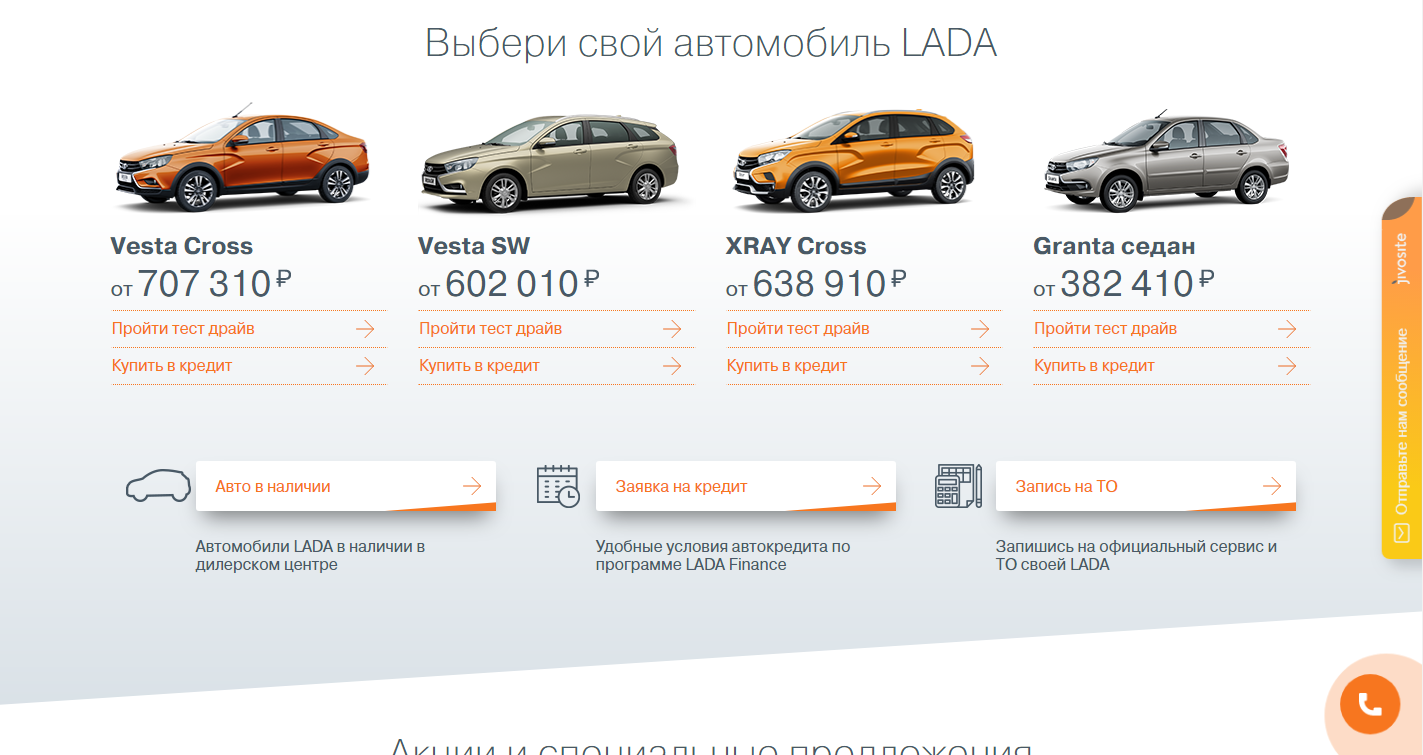 Выбери свой автомобиль LADA
Vesta Cross
от 707 310 ₽
Пройти тест драйв
Купить в кредит
Vesta SW
от 602 010 ₽
Пройти тест драйв
Купить в кредит
XRAY Cross
от 638 910 ₽
Пройти тест драйв
Купить в кредит
Granta седан
от 382 410 ₽
Пройти тест драйв
Купить в кредит
Авто в наличии
Автомобили LADA в наличии в
дилерском центре
Заявка на кредит
Удобные условия автокредита по
программе LADA Finance
Запись на ТО
Запишись на официальный сервис и
ТО своей LADA
Отправьте нам сообщение
jivosite
Акции и специальные предложения